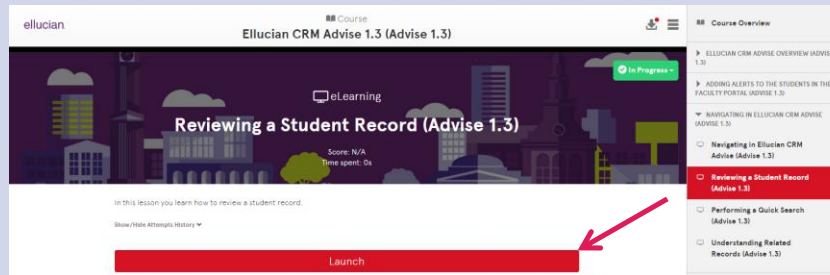 ellucian.
Course
Ellucian CRM Advise 1.3 (Advise 1.3)
In Progress
eLearning
Reviewing a Student Record (Advise 1.3)
Score: N/A
Time spent: 0s
In this lesson you learn how to review a student record.
Show/Hide Attempts History
Launch
Course Overview
ELLUCIAN CRM ADVISE OVERVIEW (ADVISE
1.3)
ADDING ALERTS TO THE STUDENTS IN THE
FACULTY PORTAL (ADVISE 1.3)
NAVIGATING IN ELLUCIAN CRM ADVISE
(ADVISE 1.3)
Navigating in Ellucian CRM
Advise (Advise 1.3)
Reviewing a Student Record
(Advise 1.3)
Performing a Quick Search
(Advise 1.3)
Understanding Related
Records (Advise 1.3)